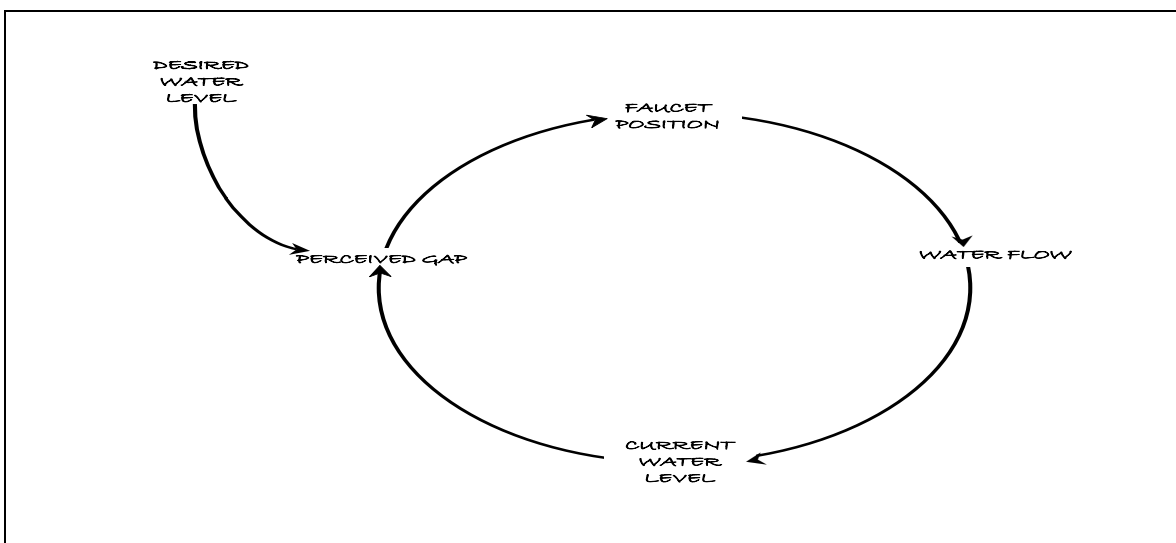 DESIRED
WATER
LEVEL
FAUCET
POSITION
PERCEIVED GAP
WATER FLOW
CURRENT
WATER
LEVEL